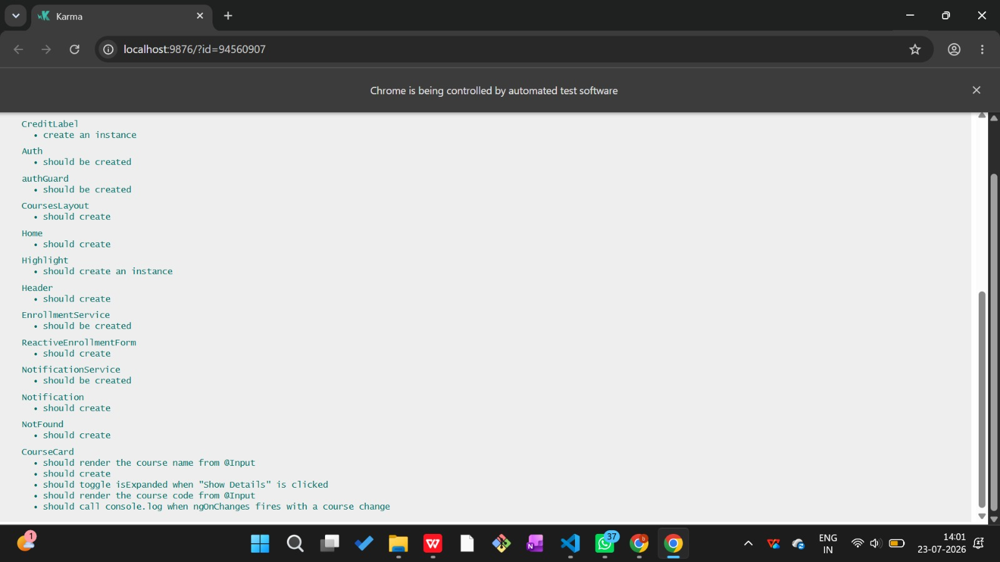 Karma
localhost:9876/?id=94560907
Chrome is being controlled by automated test software
CreditLabel
• create an instance
Auth
• should be created
authGuard
• should be created
CoursesLayout
• should create
Home
• should create
Highlight
• should create an instance
Header
• should create
EnrollmentService
• should be created
ReactiveEnrollmentForm
• should create
NotificationService
• should be created
Notification
• should create
NotFound
• should create
CourseCard
• should render the course name from @Input
• should create
• should toggle isExpanded when "Show Details" is clicked
• should render the course code from @Input
• should call console.log when ngOnChanges fires with a course change
1
W
N
37
b
ENG
IN
14:01
23-07-2026